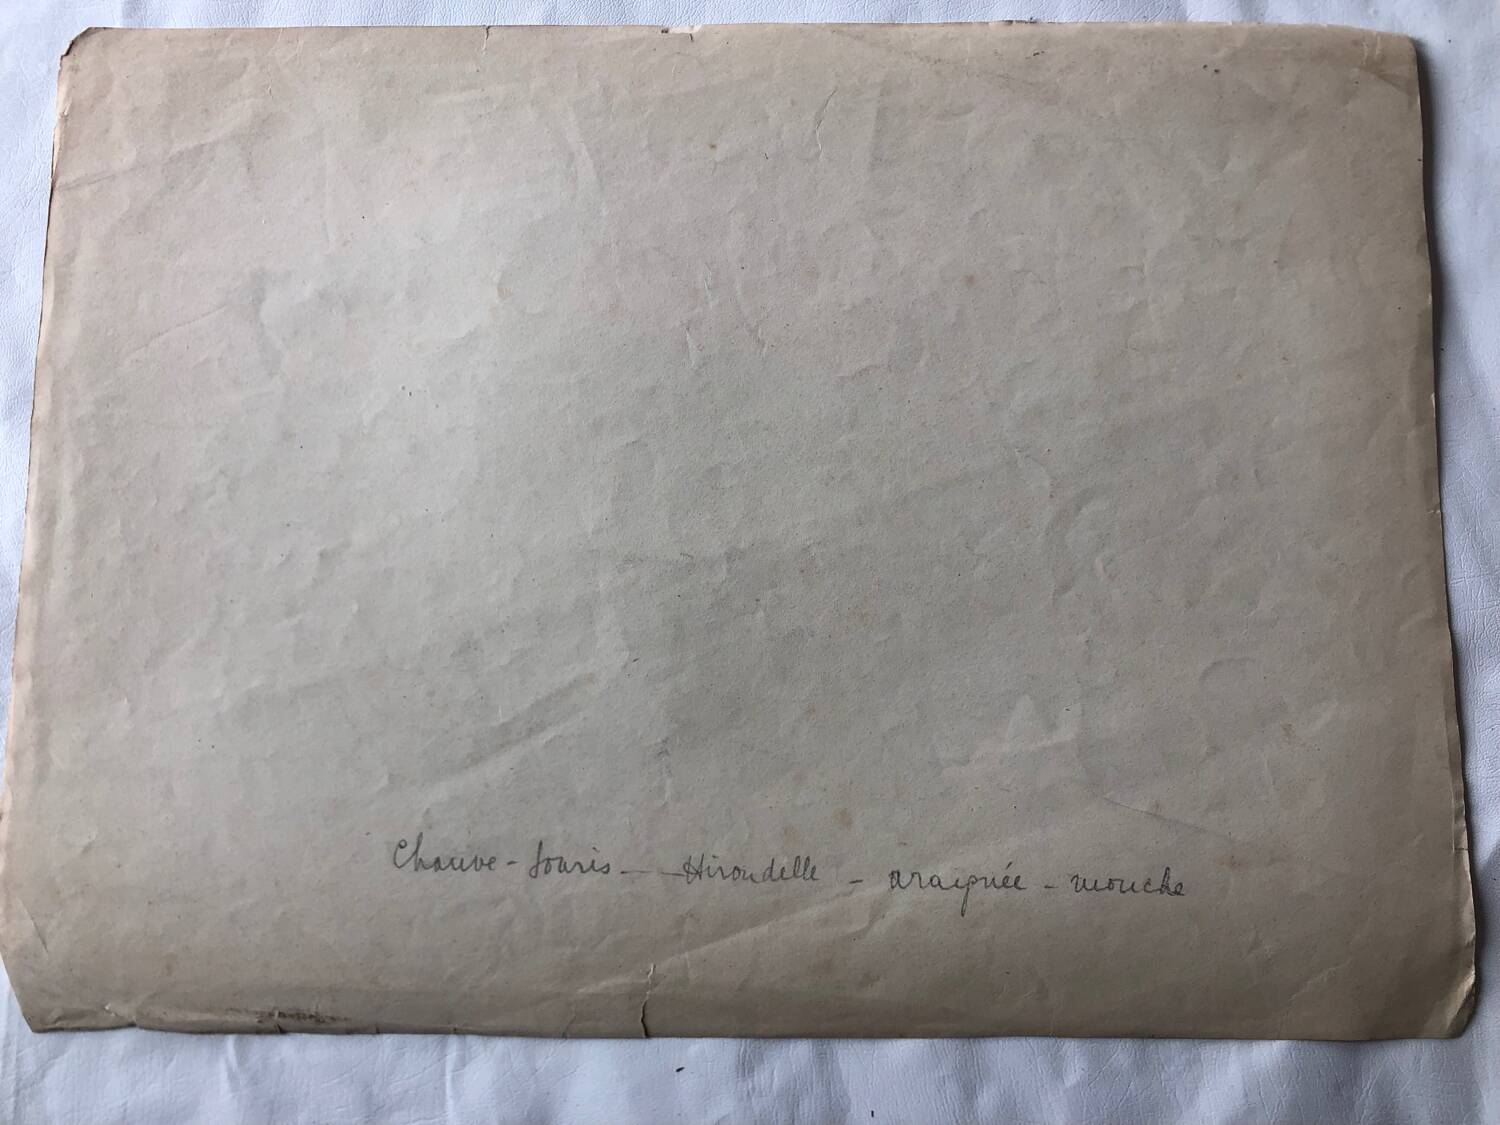 Chauve-souris — Hirondelle - araignée - mouche